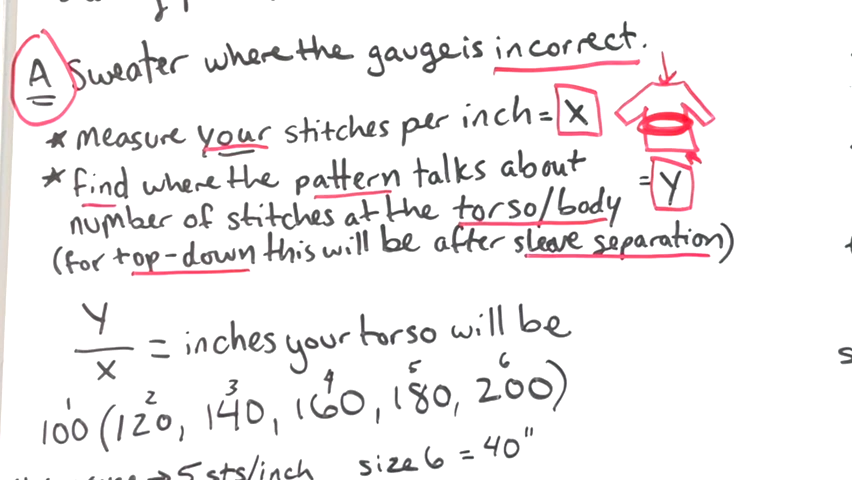 A Sweater where the gauge is incorrect.
* measure your stitches per inch = X
* find where the pattern talks about
number of stitches at the torso/body = Y
(for top-down this will be after sleave separation)
Y
X = inches your torso will be
1 2 3 4 5 6
100 (120, 140, 160, 180, 200)
→ 5 sts/inch size 6 = 40"